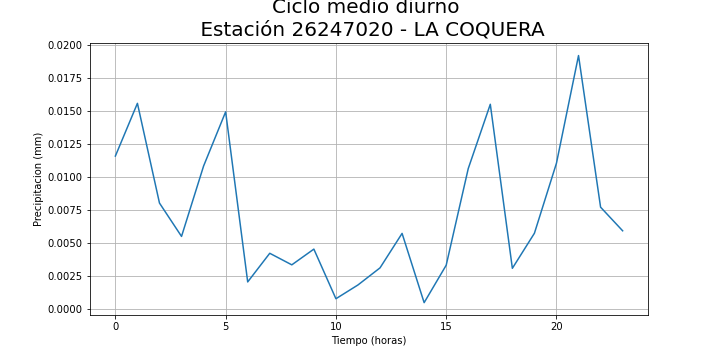 Ciclo medio diurno
Estación 26247020 - LA COQUERA
0.0200
0.0175
0.0150
0.0125
0.0100
0.0075
0.0050
0.0025
0.0000
Precipitacion (mm)
0 5 10 15 20
Tiempo (horas)